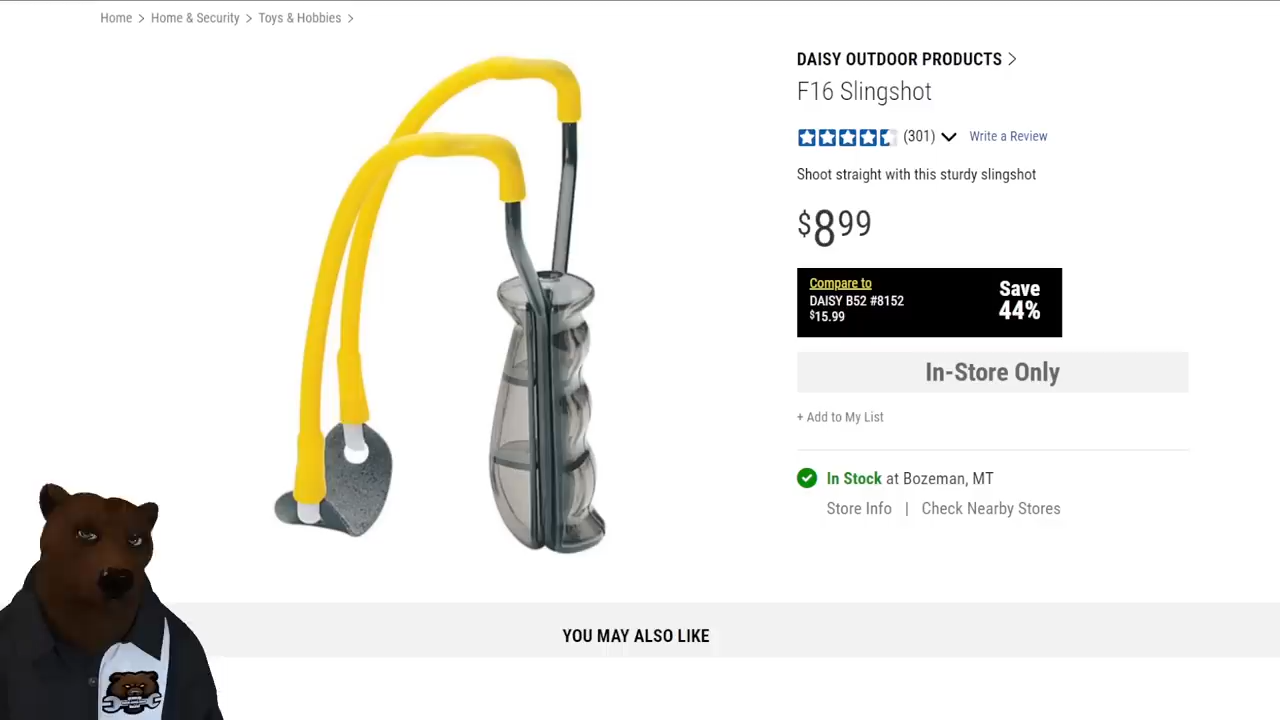 Home > Home & Security > Toys & Hobbies >
DAISY OUTDOOR PRODUCTS >
F16 Slingshot
(301) Write a Review
Shoot straight with this sturdy slingshot
$8 99
Compare to
DAISY B52 #8152
$15.99
Save
44%
In-Store Only
+ Add to My List
In Stock at Bozeman, MT
Store Info | Check Nearby Stores
YOU MAY ALSO LIKE